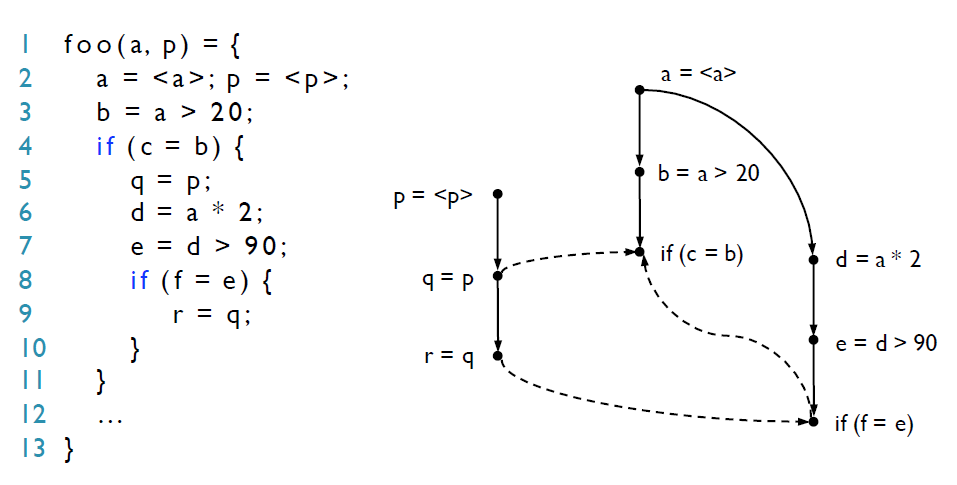 1 foo(a, p) = {
2 a = <a>; p = <p>;
3 b = a > 20;
4 if (c = b) {
5 q = p;
6 d = a * 2;
7 e = d > 90;
8 if (f = e) {
9 r = q;
10 }
11 }
12 ...
13 }
a = <a>
b = a > 20
p = <p>
if (c = b)
d = a * 2
q = p
e = d > 90
r = q
if (f = e)